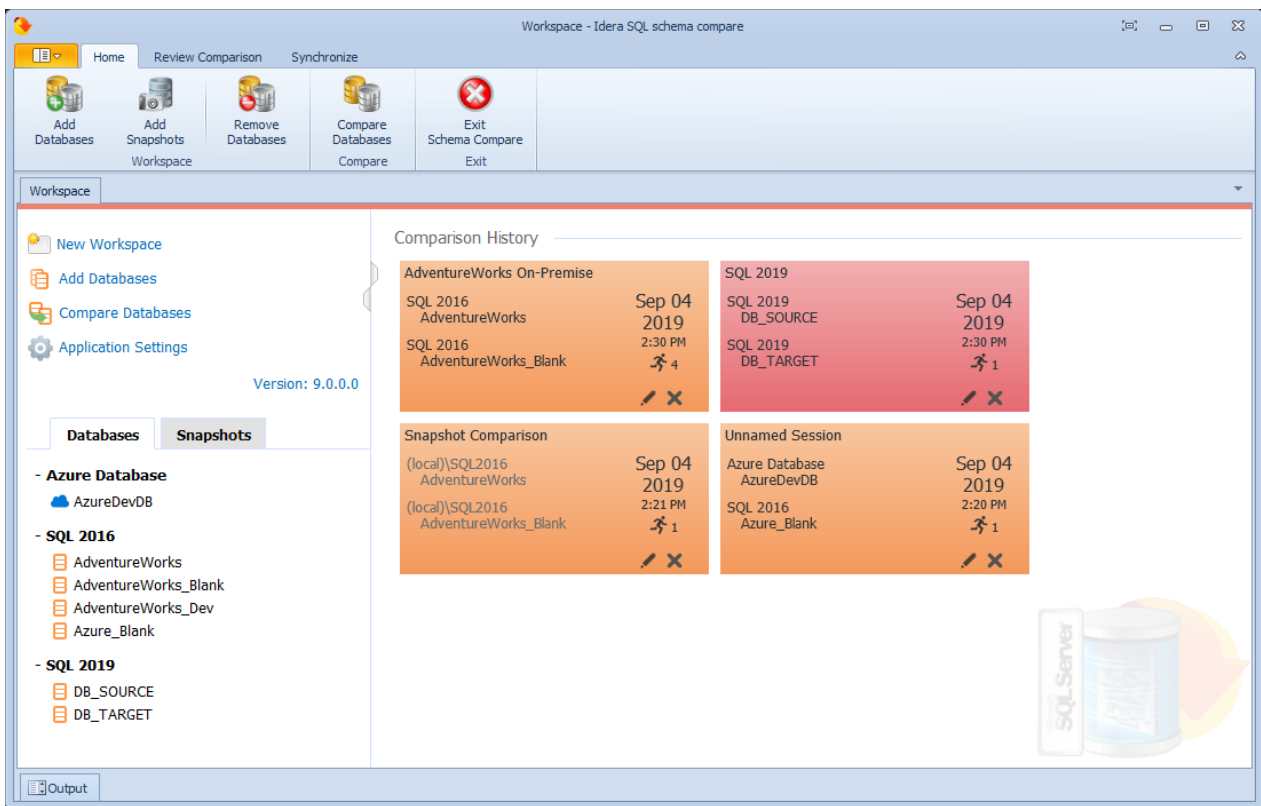 Workspace - Idera SQL schema compare
Home Review Comparison Synchronize
Add Databases
Add Snapshots
Remove Databases
Compare Databases
Exit Schema Compare
Workspace Compare Exit
Workspace
New Workspace
Add Databases
Compare Databases
Application Settings
Version: 9.0.0.0
Databases Snapshots
- Azure Database
AzureDevDB
- SQL 2016
AdventureWorks
AdventureWorks_Blank
AdventureWorks_Dev
Azure_Blank
- SQL 2019
DB_SOURCE
DB_TARGET
Comparison History
AdventureWorks On-Premise
SQL 2016
AdventureWorks
SQL 2016
AdventureWorks_Blank
Sep 04
2019
2:30 PM
4
SQL 2019
SQL 2019
DB_SOURCE
SQL 2019
DB_TARGET
Sep 04
2019
2:30 PM
1
Snapshot Comparison
(local)\SQL2016
AdventureWorks
(local)\SQL2016
AdventureWorks_Blank
Sep 04
2019
2:21 PM
1
Unnamed Session
Azure Database
AzureDevDB
SQL 2016
Azure_Blank
Sep 04
2019
2:20 PM
1
SQL Server
Output